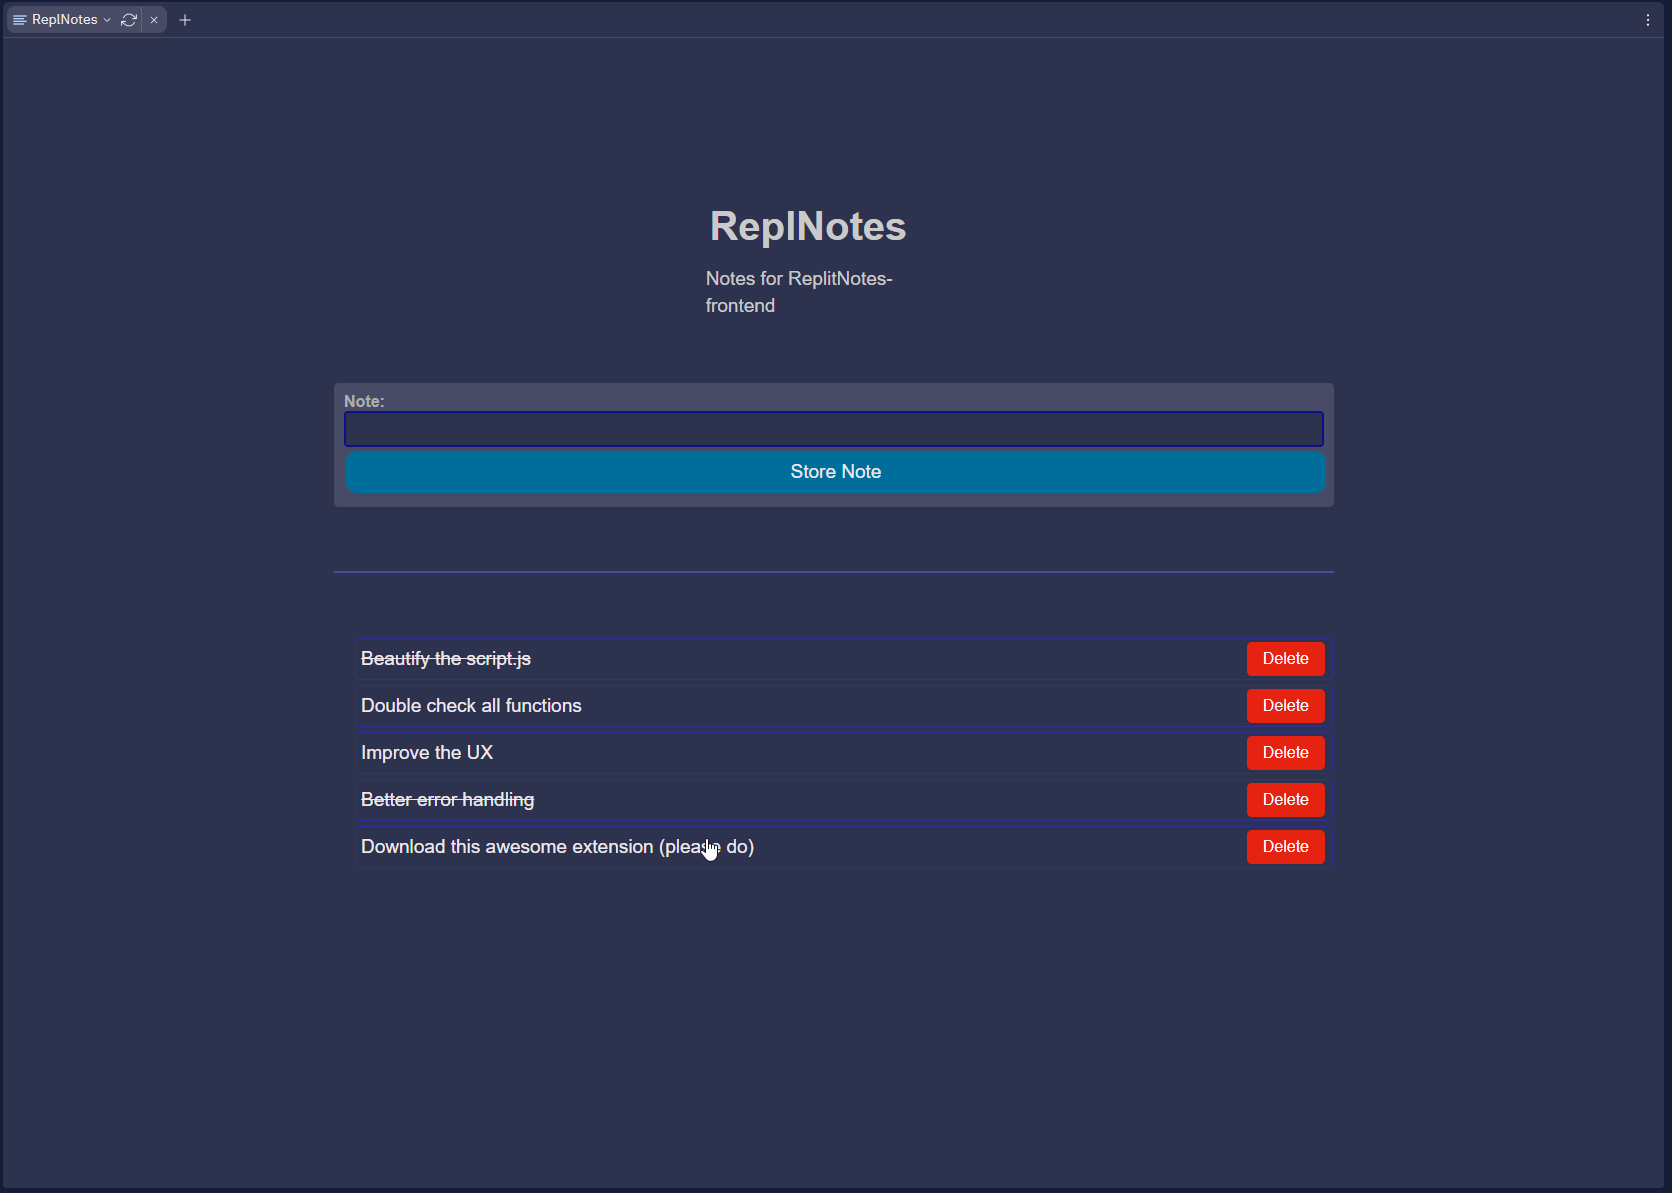 ReplNotes
ReplNotes
Notes for ReplitNotes-
frontend
Note:
Store Note
Beautify the script.js
Delete
Double check all functions
Delete
Improve the UX
Delete
Better error handling
Delete
Download this awesome extension (please do)
Delete